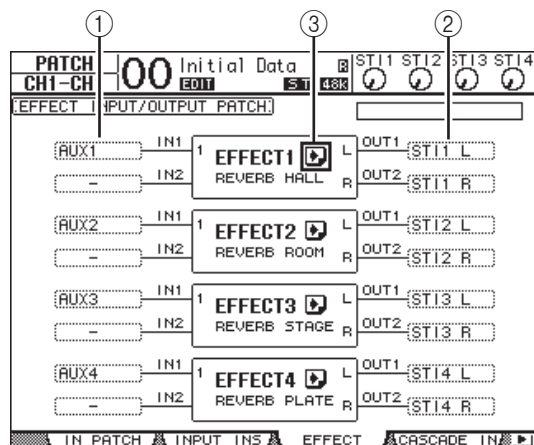 ① ③ ②
PATCH CH1-CH 00 Initial Data R STI1 STI2 STI3 STI4
EDIT ST 48k
EFFECT INPUT/OUTPUT PATCH
AUX1 IN1 1 EFFECT1 L OUT1 STI1 L
- IN2 REVERB HALL R OUT2 STI1 R
AUX2 IN1 1 EFFECT2 L OUT1 STI2 L
- IN2 REVERB ROOM R OUT2 STI2 R
AUX3 IN1 1 EFFECT3 L OUT1 STI3 L
- IN2 REVERB STAGE R OUT2 STI3 R
AUX4 IN1 1 EFFECT4 L OUT1 STI4 L
- IN2 REVERB PLATE R OUT2 STI4 R
IN PATCH INPUT INS EFFECT CASCADE IN